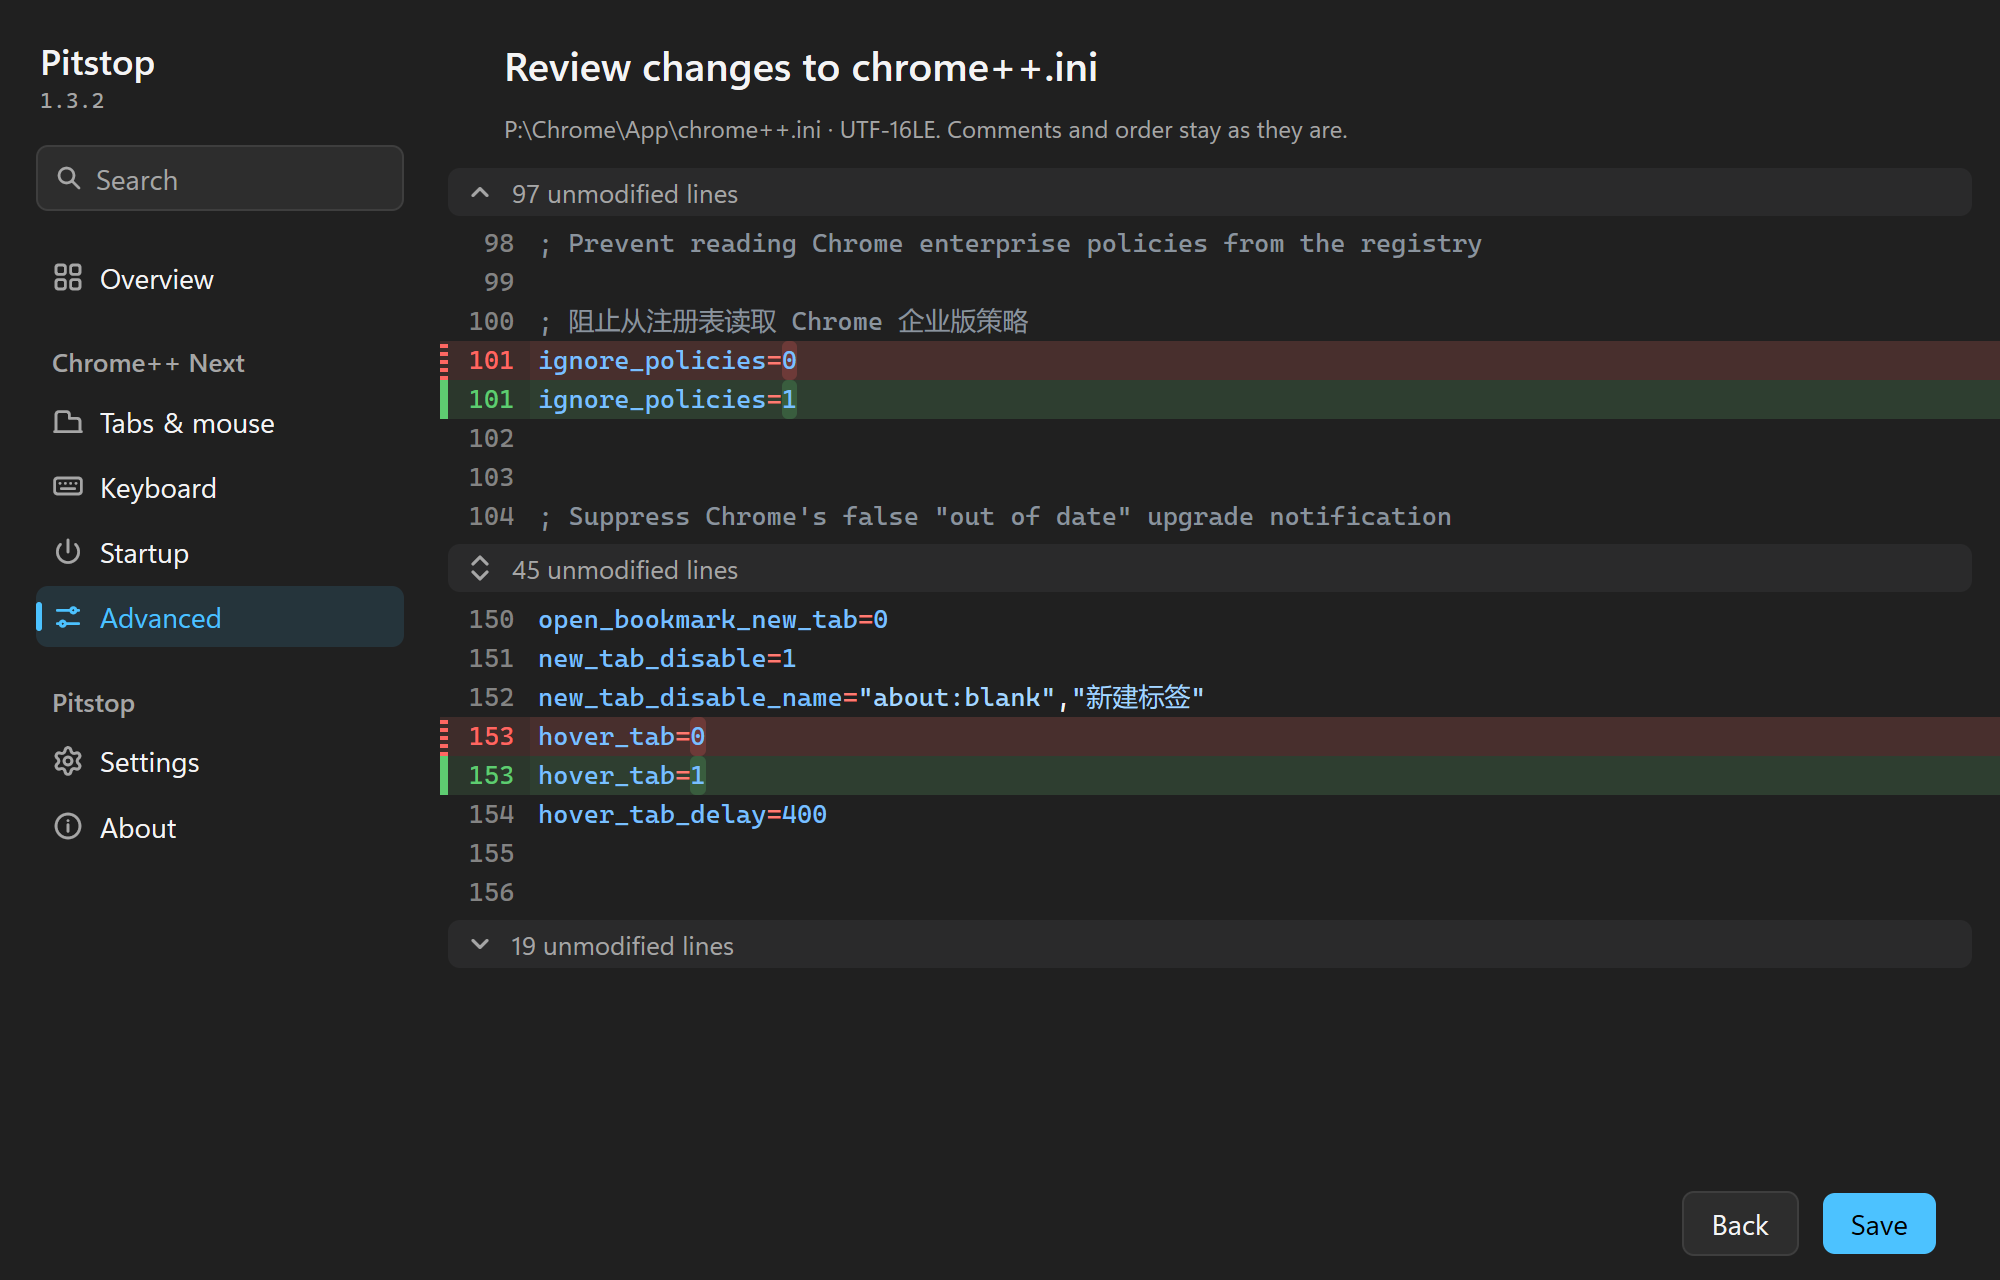 Pitstop
1.3.2
Search
Overview
Chrome++ Next
Tabs & mouse
Keyboard
Startup
Advanced
Pitstop
Settings
About
Review changes to chrome++.ini
P:\Chrome\App\chrome++.ini · UTF-16LE. Comments and order stay as they are.
97 unmodified lines
98 ; Prevent reading Chrome enterprise policies from the registry
99
100 ; 阻止从注册表读取 Chrome 企业版策略
101 ignore_policies=0
101 ignore_policies=1
102
103
104 ; Suppress Chrome's false "out of date" upgrade notification
45 unmodified lines
150 open_bookmark_new_tab=0
151 new_tab_disable=1
152 new_tab_disable_name="about:blank","新建标签"
153 hover_tab=0
153 hover_tab=1
154 hover_tab_delay=400
155
156
19 unmodified lines
Back
Save